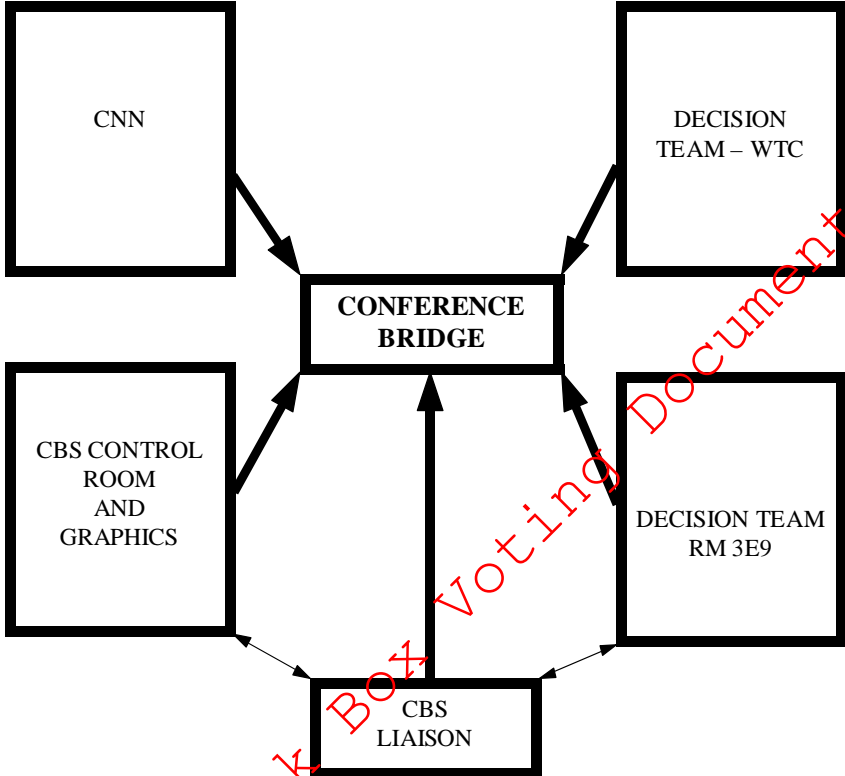 CNN
DECISION
TEAM – WTC
CONFERENCE
BRIDGE
CBS CONTROL
ROOM
AND
GRAPHICS
DECISION TEAM
RM 3E9
CBS
LIAISON
k Box Voting Document